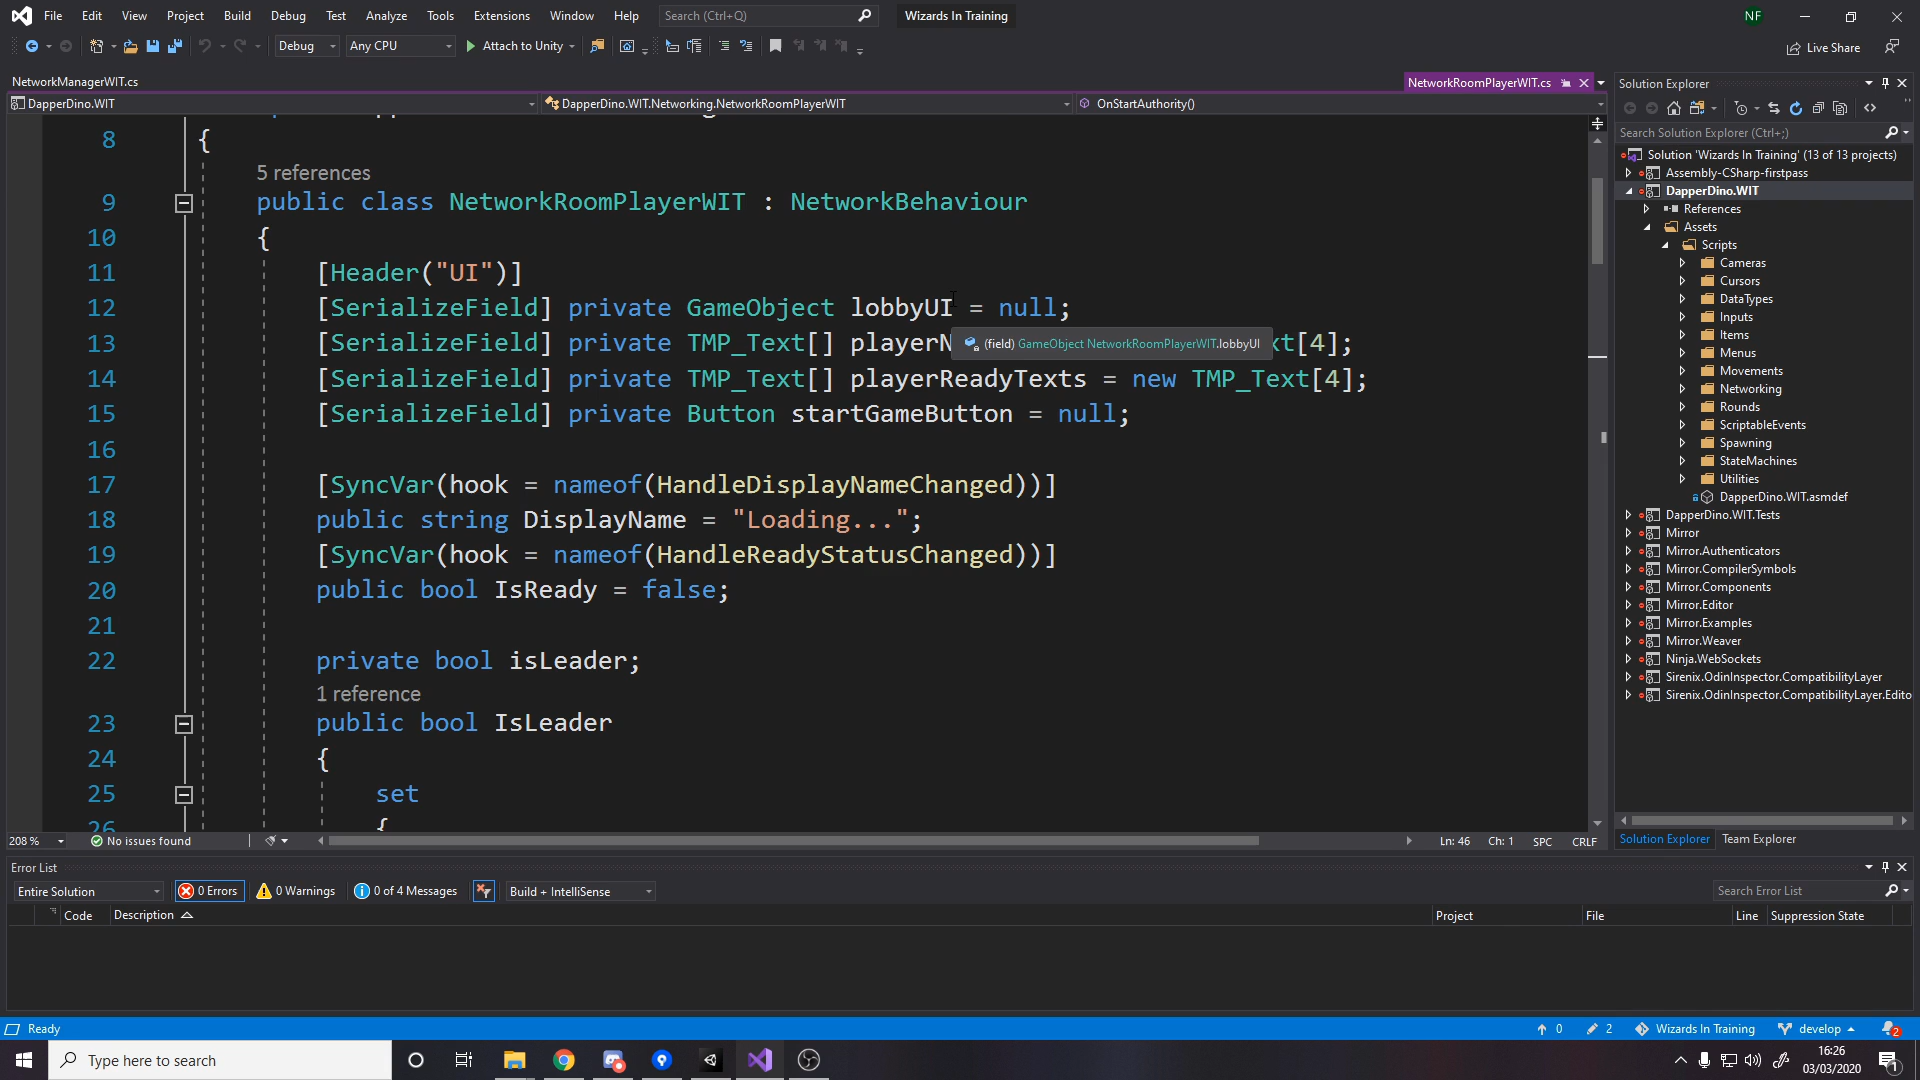 File Edit View Project Build Debug Test Analyze Tools Extensions Window Help Search (Ctrl+Q) Wizards In Training NF
Debug Any CPU Attach to Unity Live Share
NetworkManagerWIT.cs NetworkRoomPlayerWIT.cs
DapperDino.WIT DapperDino.WIT.Networking.NetworkRoomPlayerWIT OnStartAuthority()
8 {
5 references
9 public class NetworkRoomPlayerWIT : NetworkBehaviour
10 {
11 [Header("UI")]
12 [SerializeField] private GameObject lobbyUI = null;
13 [SerializeField] private TMP_Text[] playerN xt[4];
(field) GameObject NetworkRoomPlayerWIT.lobbyUI
14 [SerializeField] private TMP_Text[] playerReadyTexts = new TMP_Text[4];
15 [SerializeField] private Button startGameButton = null;
16
17 [SyncVar(hook = nameof(HandleDisplayNameChanged))]
18 public string DisplayName = "Loading...";
19 [SyncVar(hook = nameof(HandleReadyStatusChanged))]
20 public bool IsReady = false;
21
22 private bool isLeader;
1 reference
23 public bool IsLeader
24 {
25 set
26 {
208 % No issues found Ln: 46 Ch: 1 SPC CRLF
Solution Explorer
Search Solution Explorer (Ctrl+;)
Solution 'Wizards In Training' (13 of 13 projects)
Assembly-CSharp-firstpass
DapperDino.WIT
References
Assets
Scripts
Cameras
Cursors
DataTypes
Inputs
Items
Menus
Movements
Networking
Rounds
ScriptableEvents
Spawning
StateMachines
Utilities
DapperDino.WIT.asmdef
DapperDino.WIT.Tests
Mirror
Mirror.Authenticators
Mirror.CompilerSymbols
Mirror.Components
Mirror.Editor
Mirror.Examples
Mirror.Weaver
Ninja.WebSockets
Sirenix.OdinInspector.CompatibilityLayer
Sirenix.OdinInspector.CompatibilityLayer.Edito
Solution Explorer Team Explorer
Error List
Entire Solution 0 Errors 0 Warnings 0 of 4 Messages Build + IntelliSense Search Error List
Code Description Project File Line Suppression State
Ready 0 2 Wizards In Training develop 2
Type here to search 16:26
03/03/2020 1